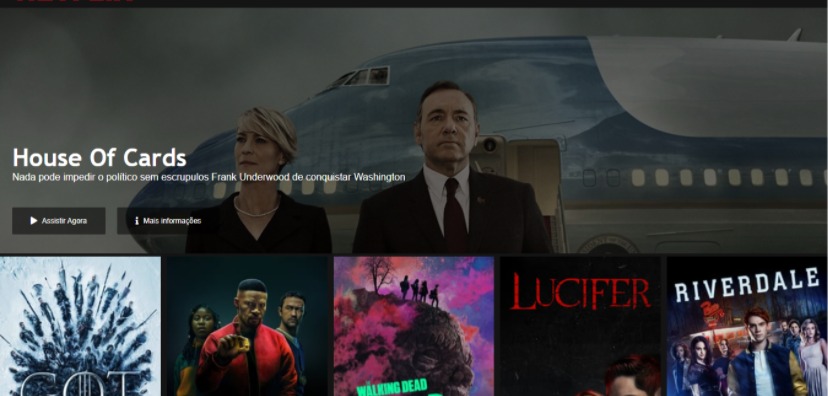 House Of Cards
Nada pode impedir o político sem escrupulos Frank Underwood de conquistar Washington
Assistir Agora
Mais informações
GOT
WALKING DEAD
LUCIFER
RIVERDALE